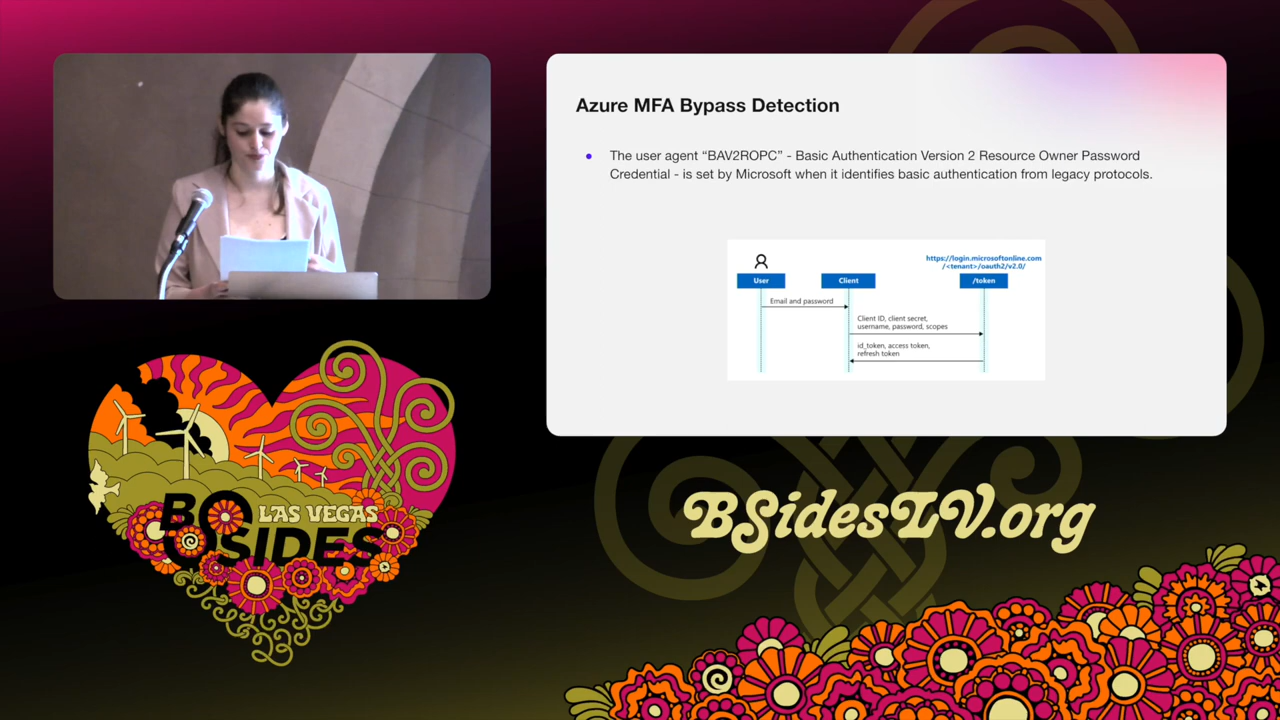 Azure MFA Bypass Detection
• The user agent “BAV2ROPC” - Basic Authentication Version 2 Resource Owner Password
Credential - is set by Microsoft when it identifies basic authentication from legacy protocols.
https://login.microsoftonline.com
/<tenant>/oauth2/v2.0/
User
Client
/token
Email and password
Client ID, client secret,
username, password, scopes
id_token, access token,
refresh token
BSidesLV.org
LAS VEGAS
BSIDES